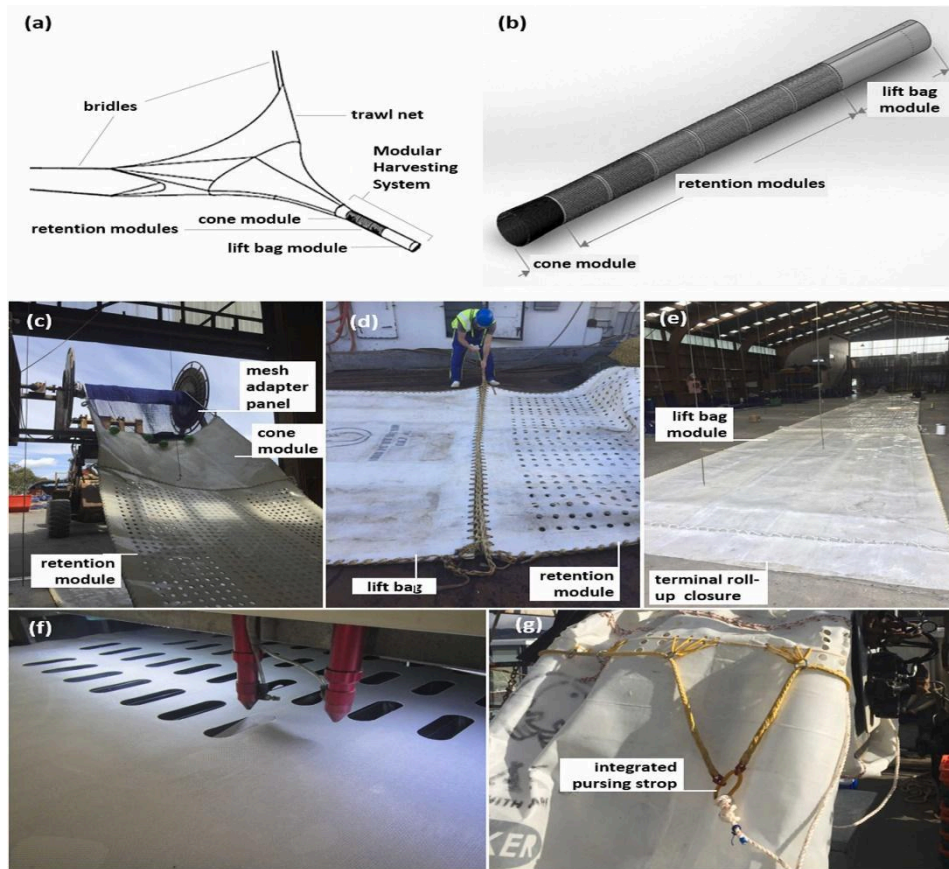 (a)
bridles
trawl net
Modular
Harvesting
System
cone module
retention modules
lift bag module
(b)
lift bag
module
retention modules
cone module
(c)
mesh
adapter
panel
cone
module
retention
module
(d)
lift bag
retention
module
(e)
lift bag
module
terminal roll-
up closure
(f)
(g)
integrated
pursing strop
KER